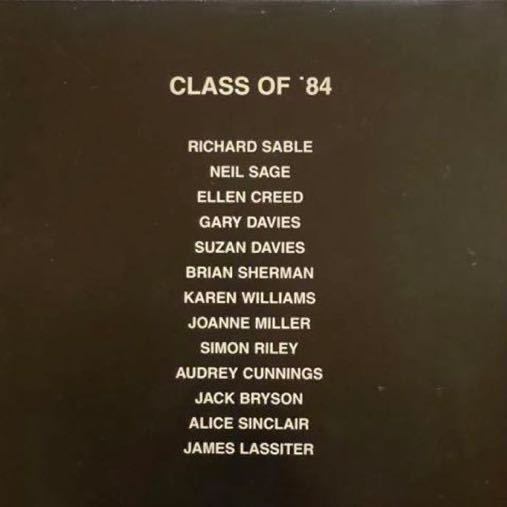 CLASS OF '84
RICHARD SABLE
NEIL SAGE
ELLEN CREED
GARY DAVIES
SUZAN DAVIES
BRIAN SHERMAN
KAREN WILLIAMS
JOANNE MILLER
SIMON RILEY
AUDREY CUNNINGS
JACK BRYSON
ALICE SINCLAIR
JAMES LASSITER